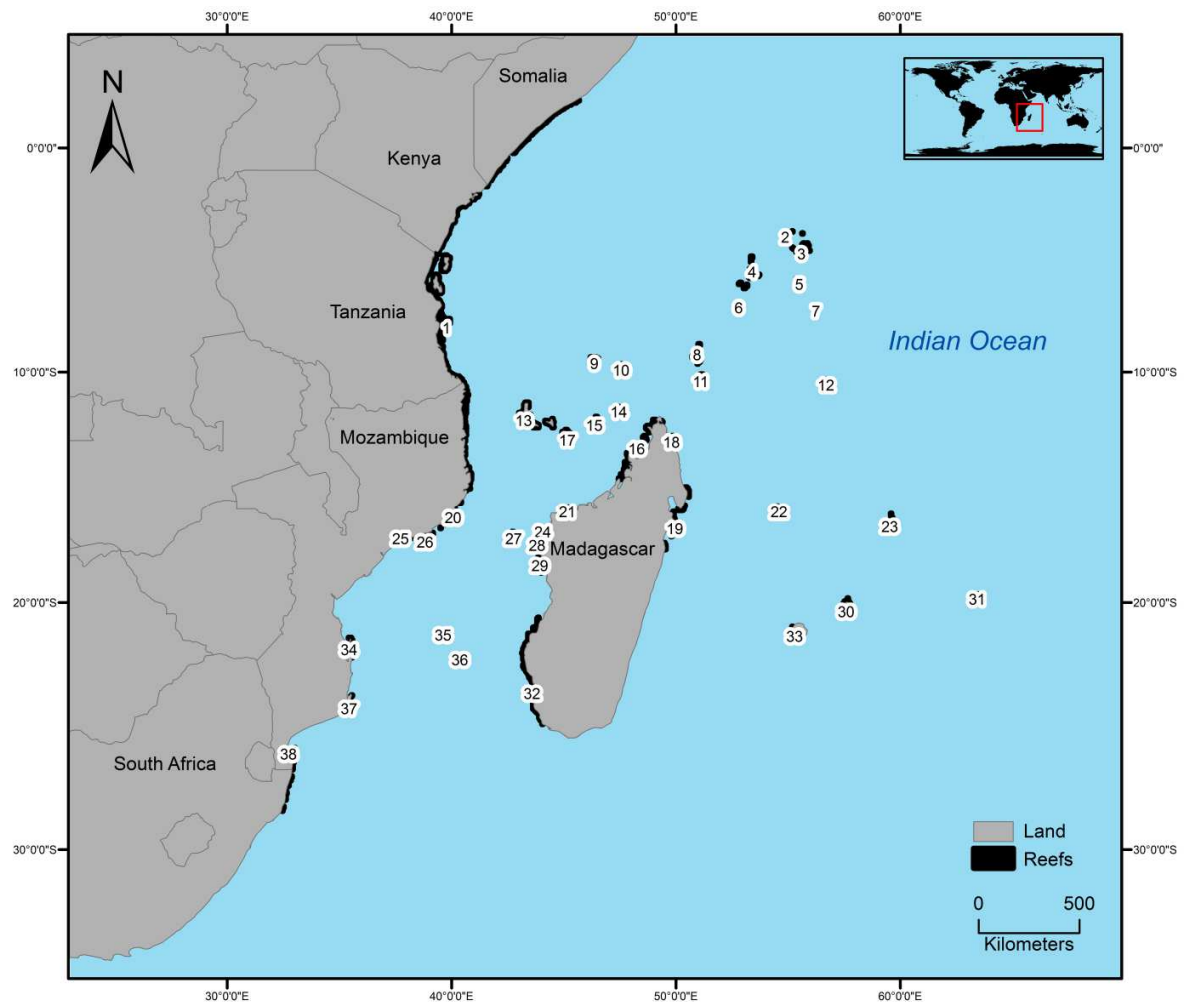 30°0'0"E 40°0'0"E 50°0'0"E 60°0'0"E
N
Somalia
0°0'0" 0°0'0"S
Kenya
2
3
4
5
6
7
Tanzania
1
Indian Ocean
8
9
10
10°0'0"S 10°0'0"S
11
12
13
14
15
Mozambique
16
17
18
19
20
21
22
23
24
25
26
27
28
Madagascar
29
20°0'0"S 20°0'0"S
30
31
32
33
34
35
36
37
38
South Africa
Land
Reefs
30°0'0"S 30°0'0"S
0 500
Kilometers
30°0'0"E 40°0'0"E 50°0'0"E 60°0'0"E